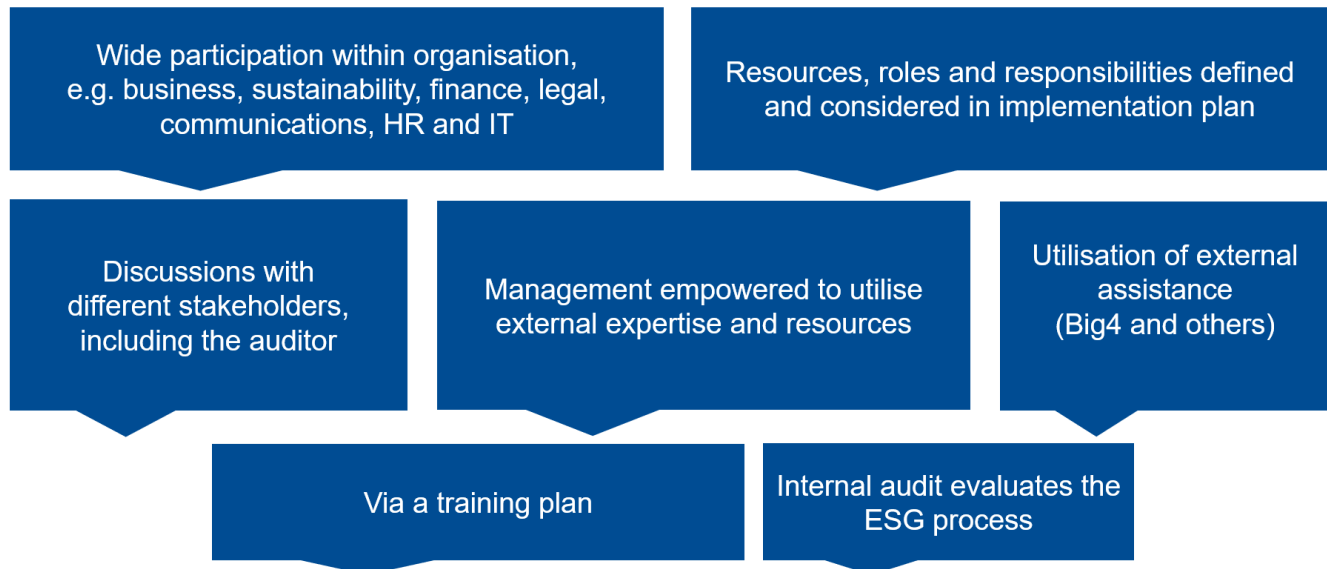 Wide participation within organisation,
e.g. business, sustainability, finance, legal,
communications, HR and IT
Resources, roles and responsibilities defined
and considered in implementation plan
Discussions with
different stakeholders,
including the auditor
Management empowered to utilise
external expertise and resources
Utilisation of external
assistance
(Big4 and others)
Via a training plan
Internal audit evaluates the
ESG process